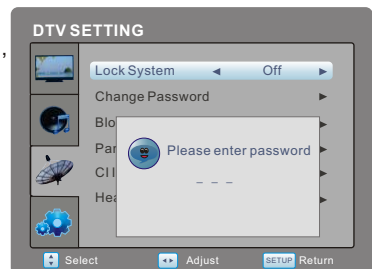 DTV SETTING
,
Lock System Off
Change Password
Blo
Par
CI I
Hea
Please enter password
_ _ _
Select Adjust SETUP Return